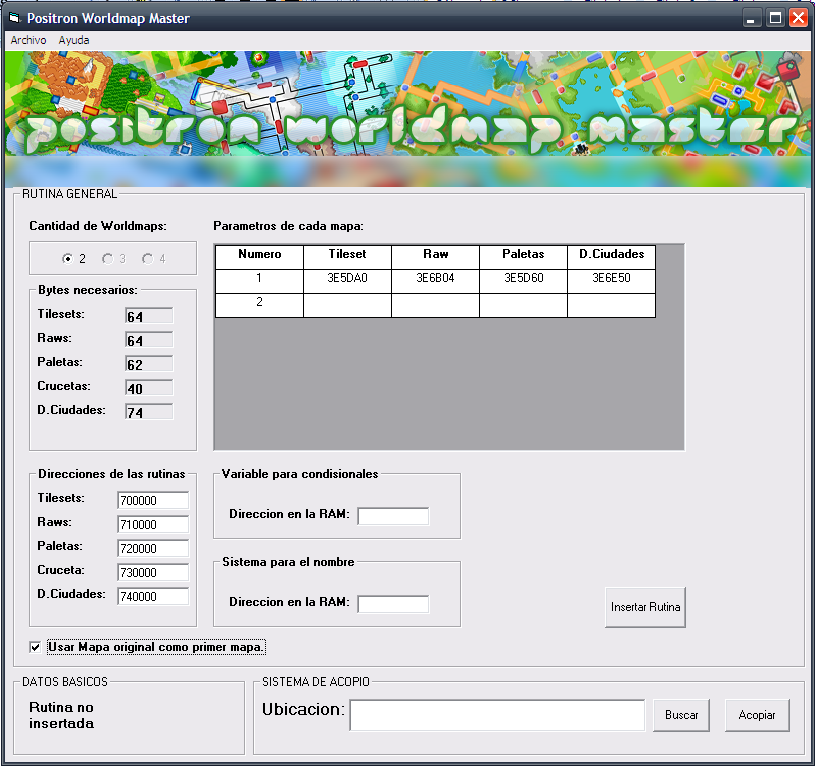 Positron Worldmap Master
Archivo Ayuda
positron worldmap master
RUTINA GENERAL
Cantidad de Worldmaps:
2 3 4
Bytes necesarios:
Tilesets: 64
Raws: 64
Paletas: 62
Crucetas: 40
D.Ciudades: 74
Parametros de cada mapa:
Numero Tileset Raw Paletas D.Ciudades
1 3E5DA0 3E6B04 3E5D60 3E6E50
2
Direcciones de las rutinas
Tilesets: 700000
Raws: 710000
Paletas: 720000
Cruceta: 730000
D.Ciudades: 740000
Variable para condisionales
Direccion en la RAM:
Sistema para el nombre
Direccion en la RAM:
Insertar Rutina
Usar Mapa original como primer mapa.
DATOS BASICOS
Rutina no
insertada
SISTEMA DE ACOPIO
Ubicacion:
Buscar
Acopiar